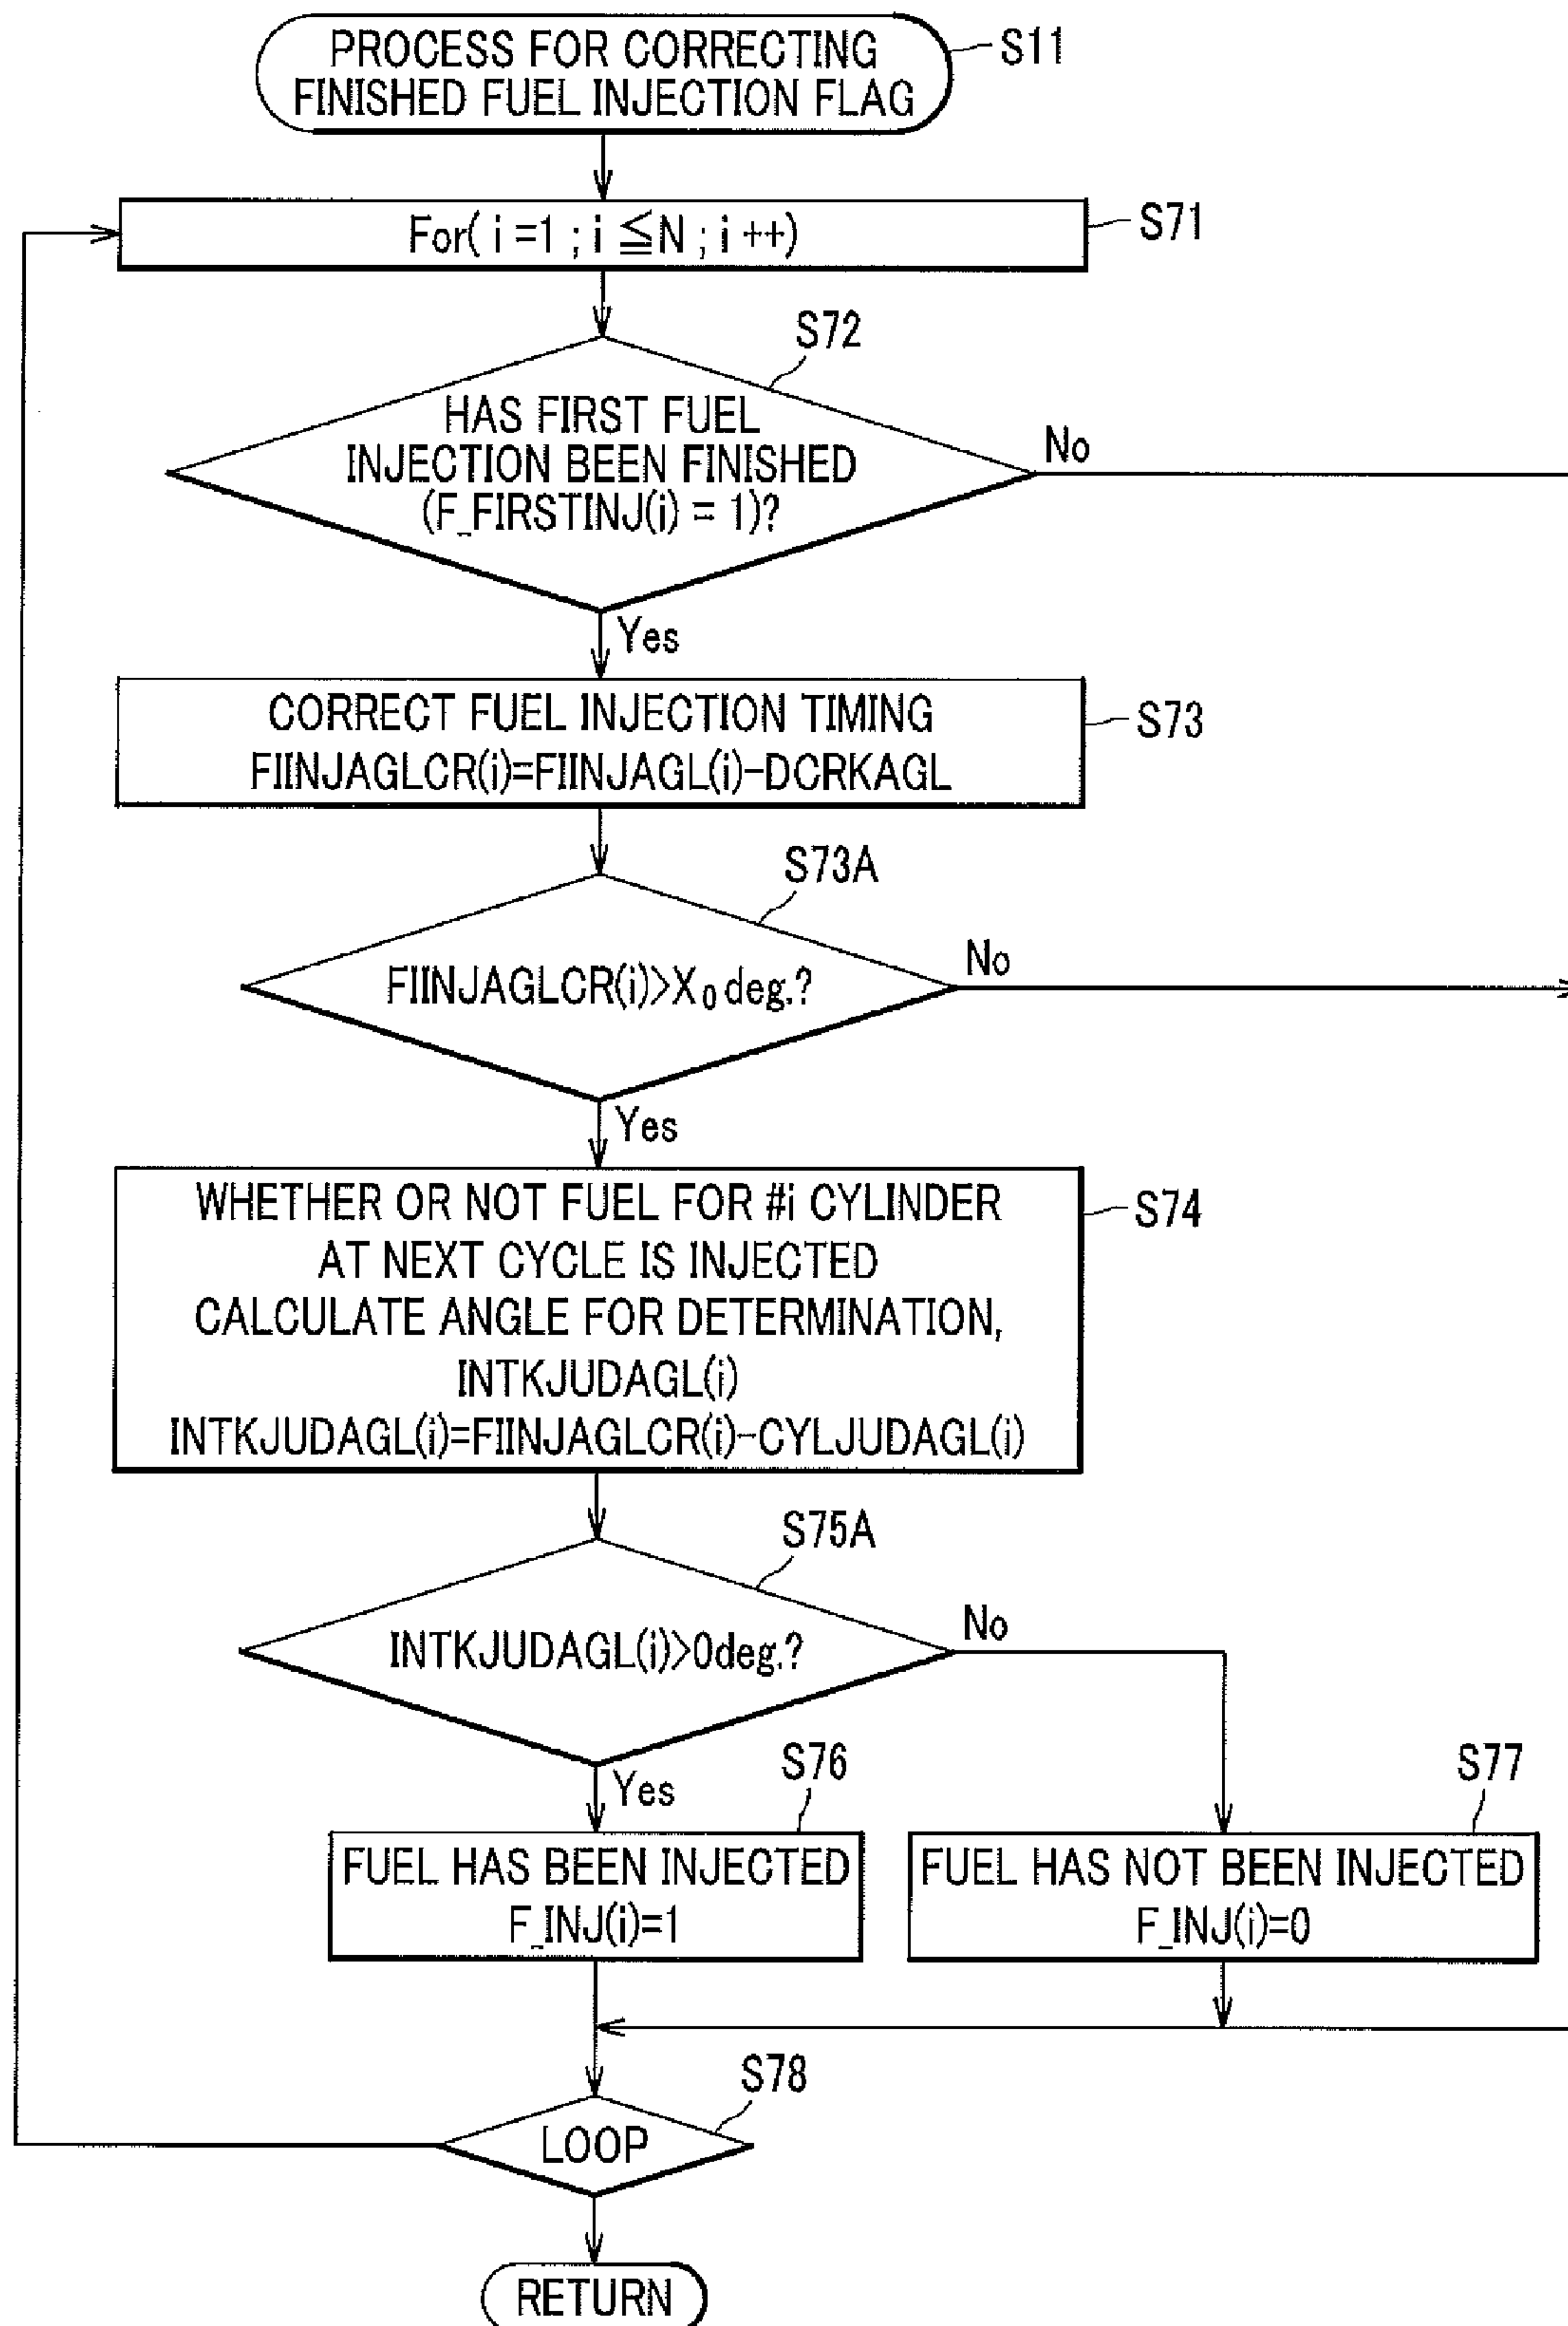 PROCESS FOR CORRECTING
FINISHED FUEL INJECTION FLAG
S11
For( i =1 ; i ≦N ; i ++)
S71
S72
HAS FIRST FUEL
INJECTION BEEN FINISHED
(F_FIRSTINJ(i) = 1)?
No
Yes
CORRECT FUEL INJECTION TIMING
FIINJAGLCR(i)=FIINJAGL(i)-DCRKAGL
S73
S73A
FIINJAGLCR(i)>X₀ deg.?
No
Yes
WHETHER OR NOT FUEL FOR #i CYLINDER
AT NEXT CYCLE IS INJECTED
CALCULATE ANGLE FOR DETERMINATION,
INTKJUDAGL(i)
INTKJUDAGL(i)=FIINJAGLCR(i)-CYLJUDAGL(i)
S74
S75A
INTKJUDAGL(i)>0deg.?
No
Yes
S76
FUEL HAS BEEN INJECTED
F_INJ(i)=1
S77
FUEL HAS NOT BEEN INJECTED
F_INJ(i)=0
S78
LOOP
RETURN